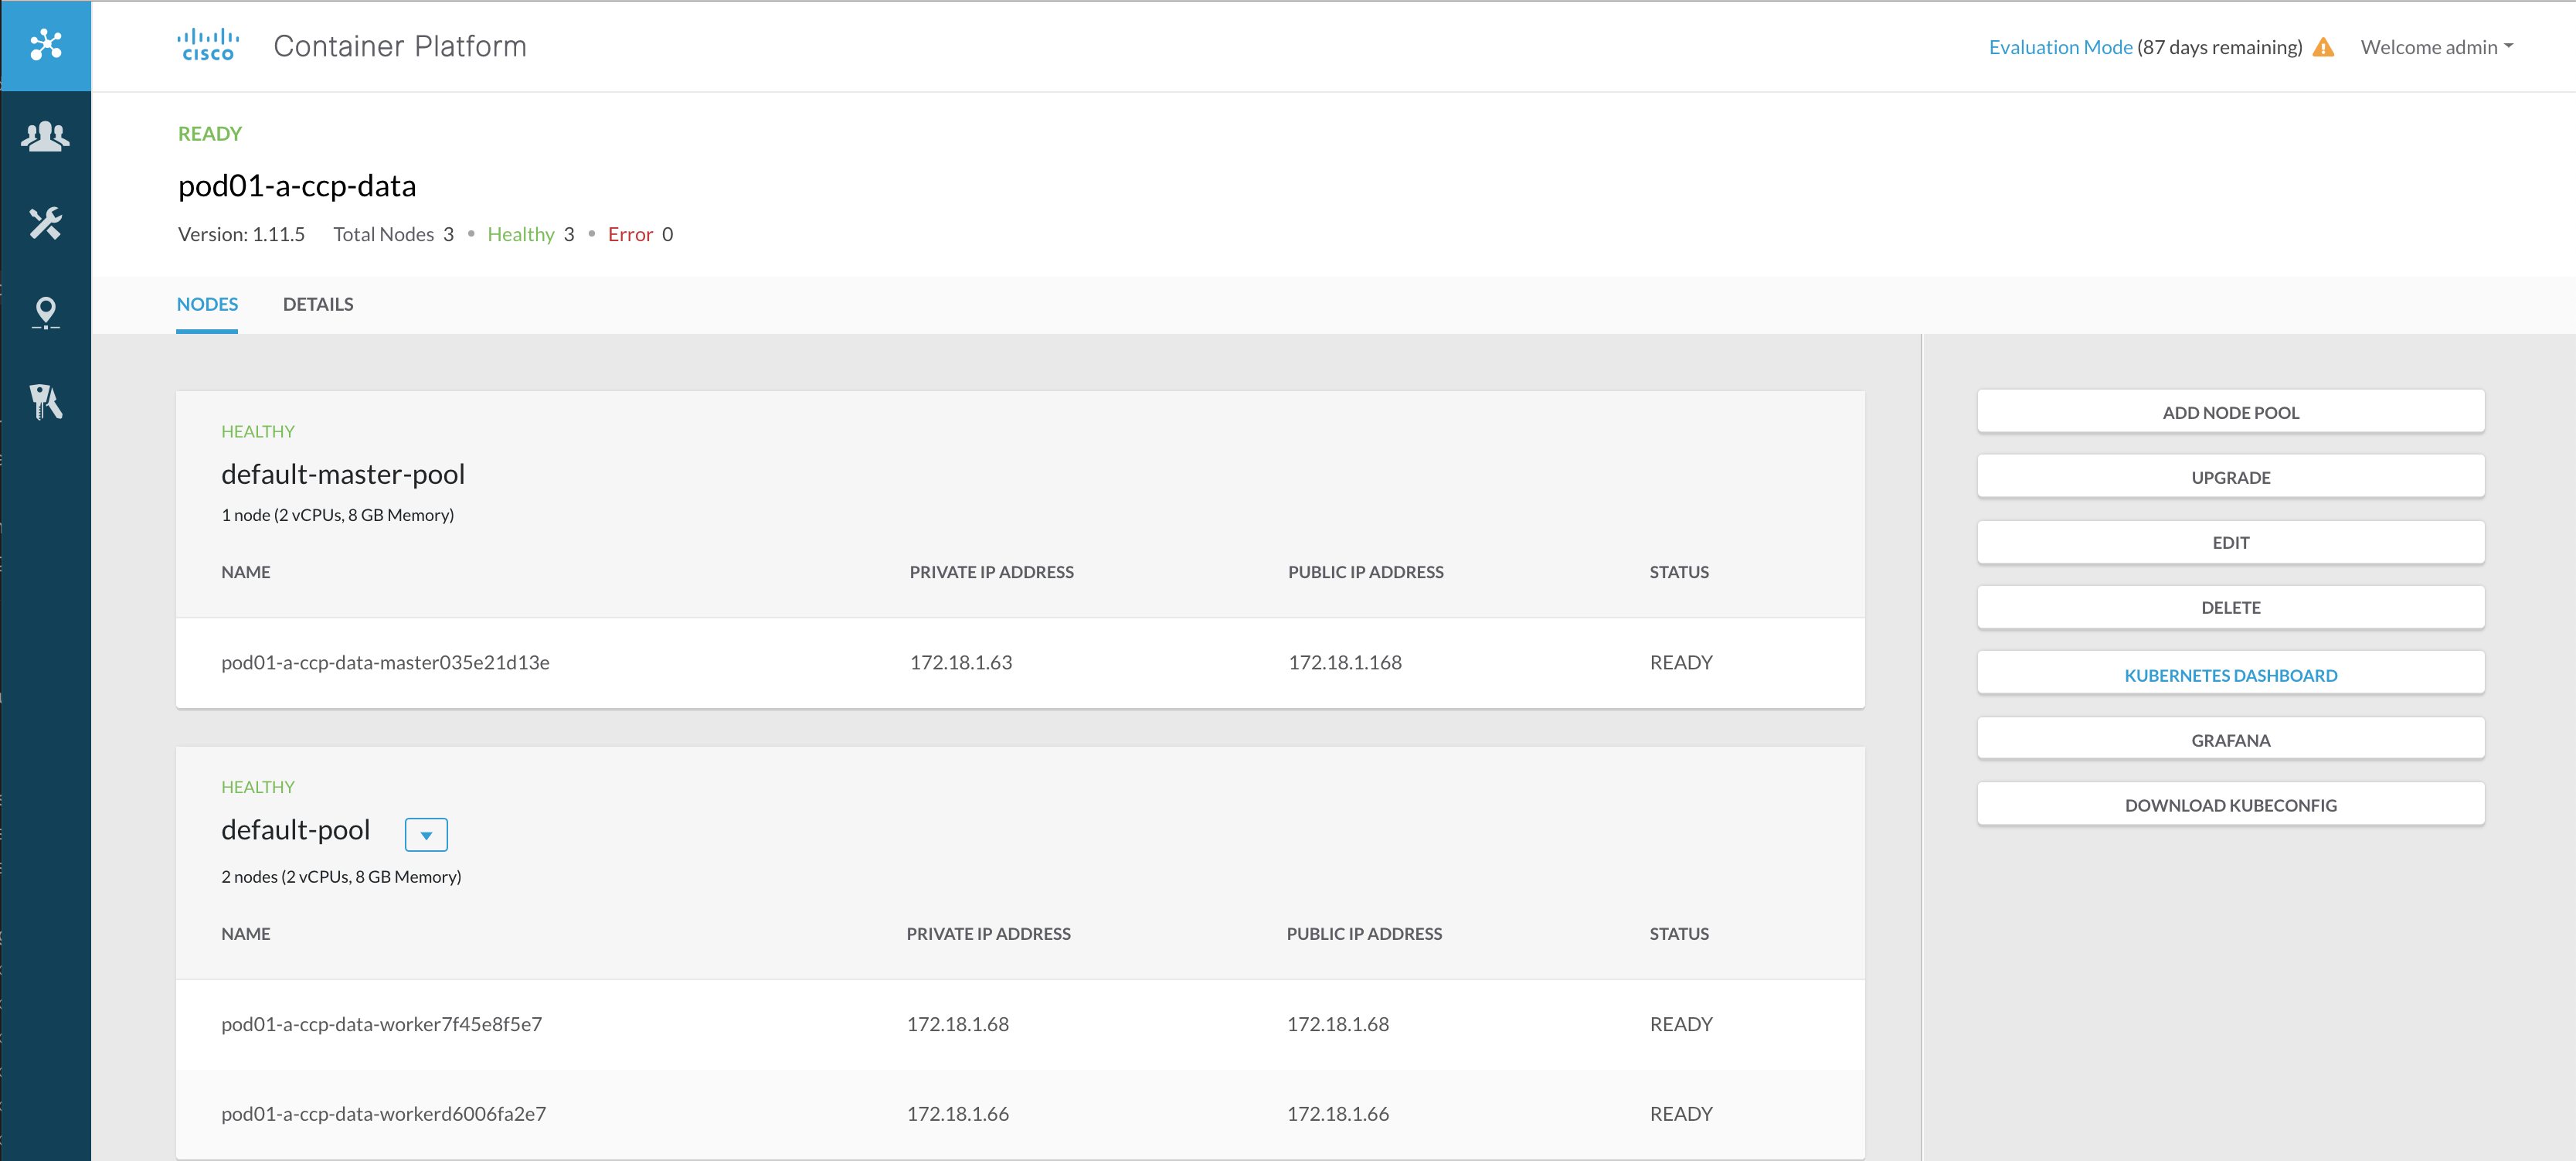 CISCO Container Platform
Evaluation Mode (87 days remaining) Welcome admin
READY
pod01-a-ccp-data
Version: 1.11.5 Total Nodes 3 • Healthy 3 • Error 0
NODES DETAILS
HEALTHY
default-master-pool
1 node (2 vCPUs, 8 GB Memory)
NAME PRIVATE IP ADDRESS PUBLIC IP ADDRESS STATUS
pod01-a-ccp-data-master035e21d13e 172.18.1.63 172.18.1.168 READY
HEALTHY
default-pool
2 nodes (2 vCPUs, 8 GB Memory)
NAME PRIVATE IP ADDRESS PUBLIC IP ADDRESS STATUS
pod01-a-ccp-data-worker7f45e8f5e7 172.18.1.68 172.18.1.68 READY
pod01-a-ccp-data-workerd6006fa2e7 172.18.1.66 172.18.1.66 READY
ADD NODE POOL
UPGRADE
EDIT
DELETE
KUBERNETES DASHBOARD
GRAFANA
DOWNLOAD KUBECONFIG